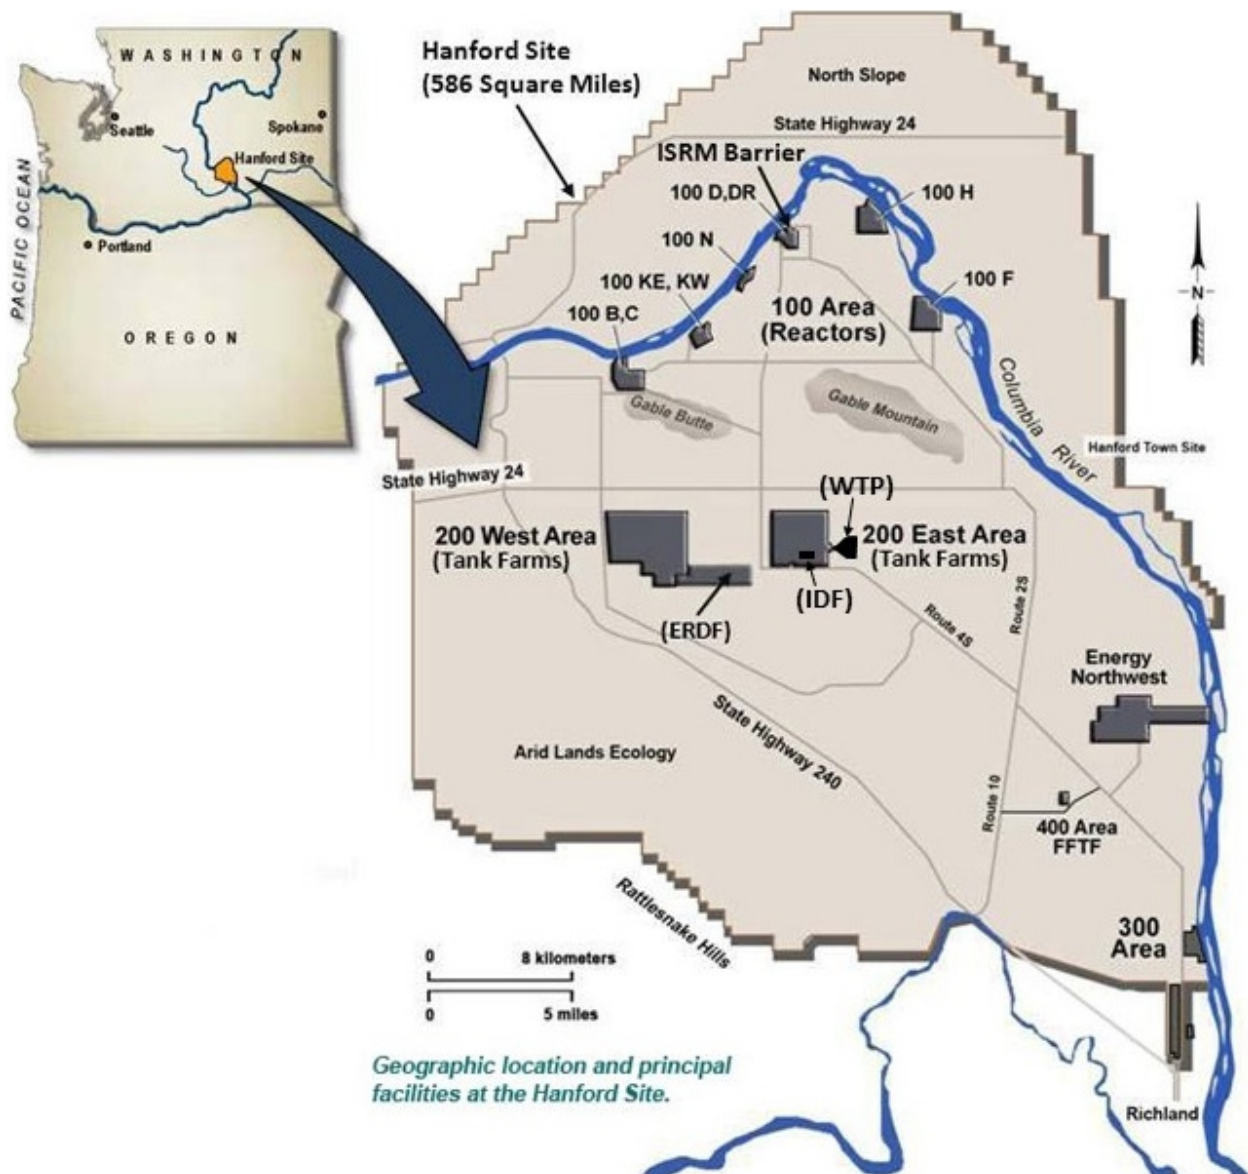 WASHINGTON
Seattle
Spokane
Hanford Site
PACIFIC OCEAN
Portland
OREGON
Hanford Site
(586 Square Miles)
North Slope
State Highway 24
ISRM Barrier
100 D,DR
100 H
100 N
100 KE, KW
100 F
100 B,C
100 Area
(Reactors)
N
Columbia River
Gable Butte
Gable Mountain
Hanford Town Site
State Highway 24
(WTP)
200 West Area
(Tank Farms)
200 East Area
(Tank Farms)
(IDF)
(ERDF)
Route 4S
Route 2S
Energy
Northwest
State Highway 240
Arid Lands Ecology
Route 10
400 Area
FFTF
Rattlesnake Hills
300
Area
0 8 kilometers
0 5 miles
Geographic location and principal
facilities at the Hanford Site.
Richland